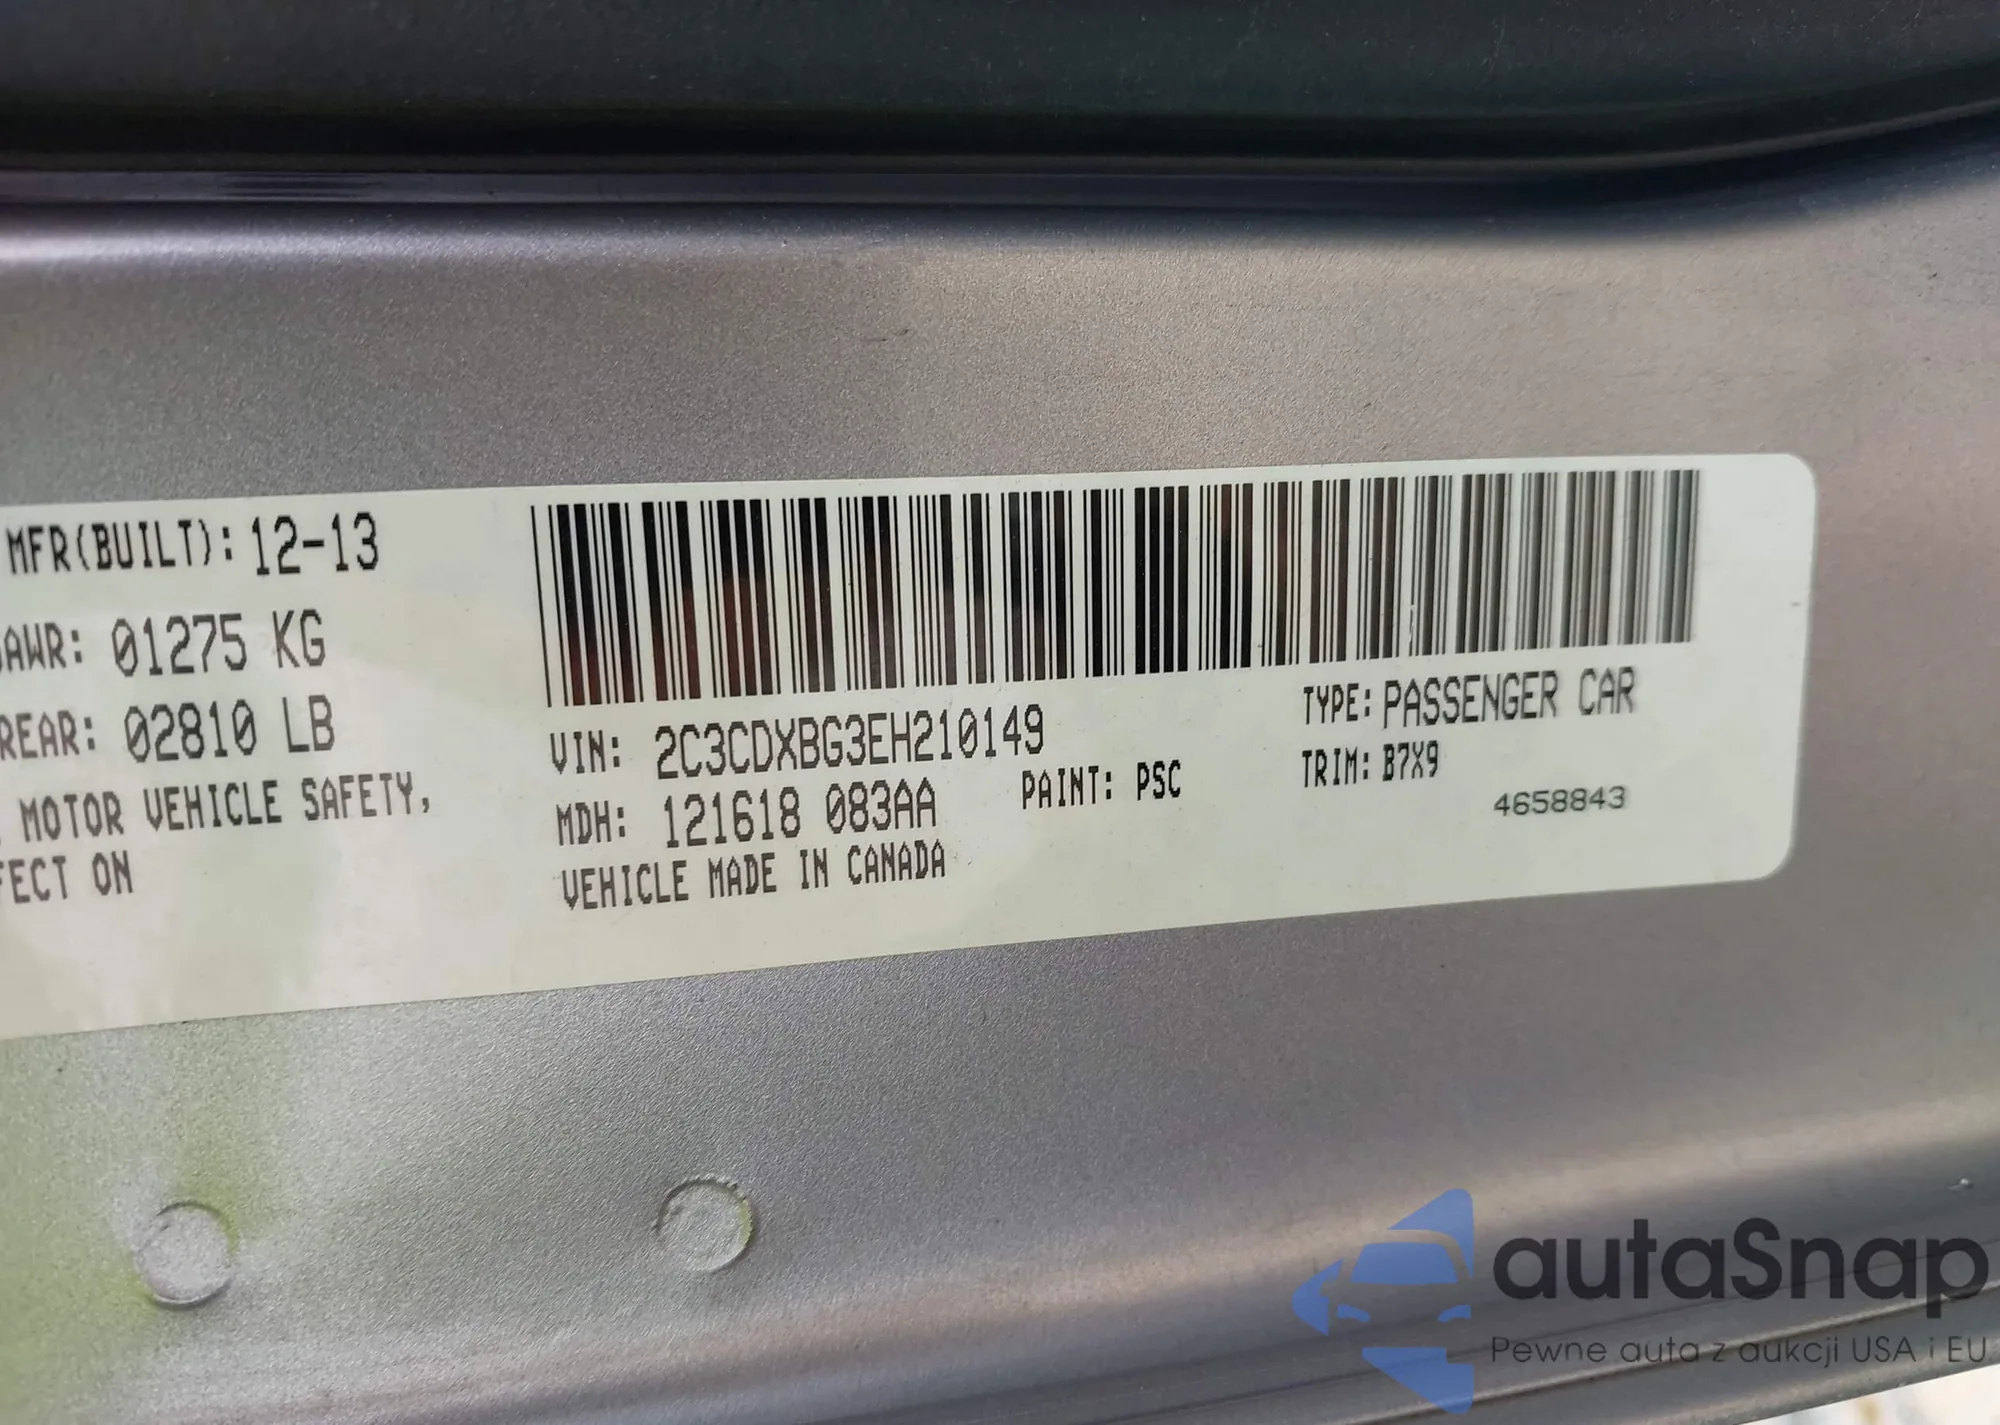 MFR(BUILT): 12-13
AWR: 01275 KG
REAR: 02810 LB
MOTOR VEHICLE SAFETY,
FECT ON
VIN: 2C3CDXBG3EH210149
MDH: 121618 083AA PAINT: PSC
VEHICLE MADE IN CANADA
TYPE: PASSENGER CAR
TRIM: B7X9
4658843
autaSnap
Pewne auta z aukcji USA i EU